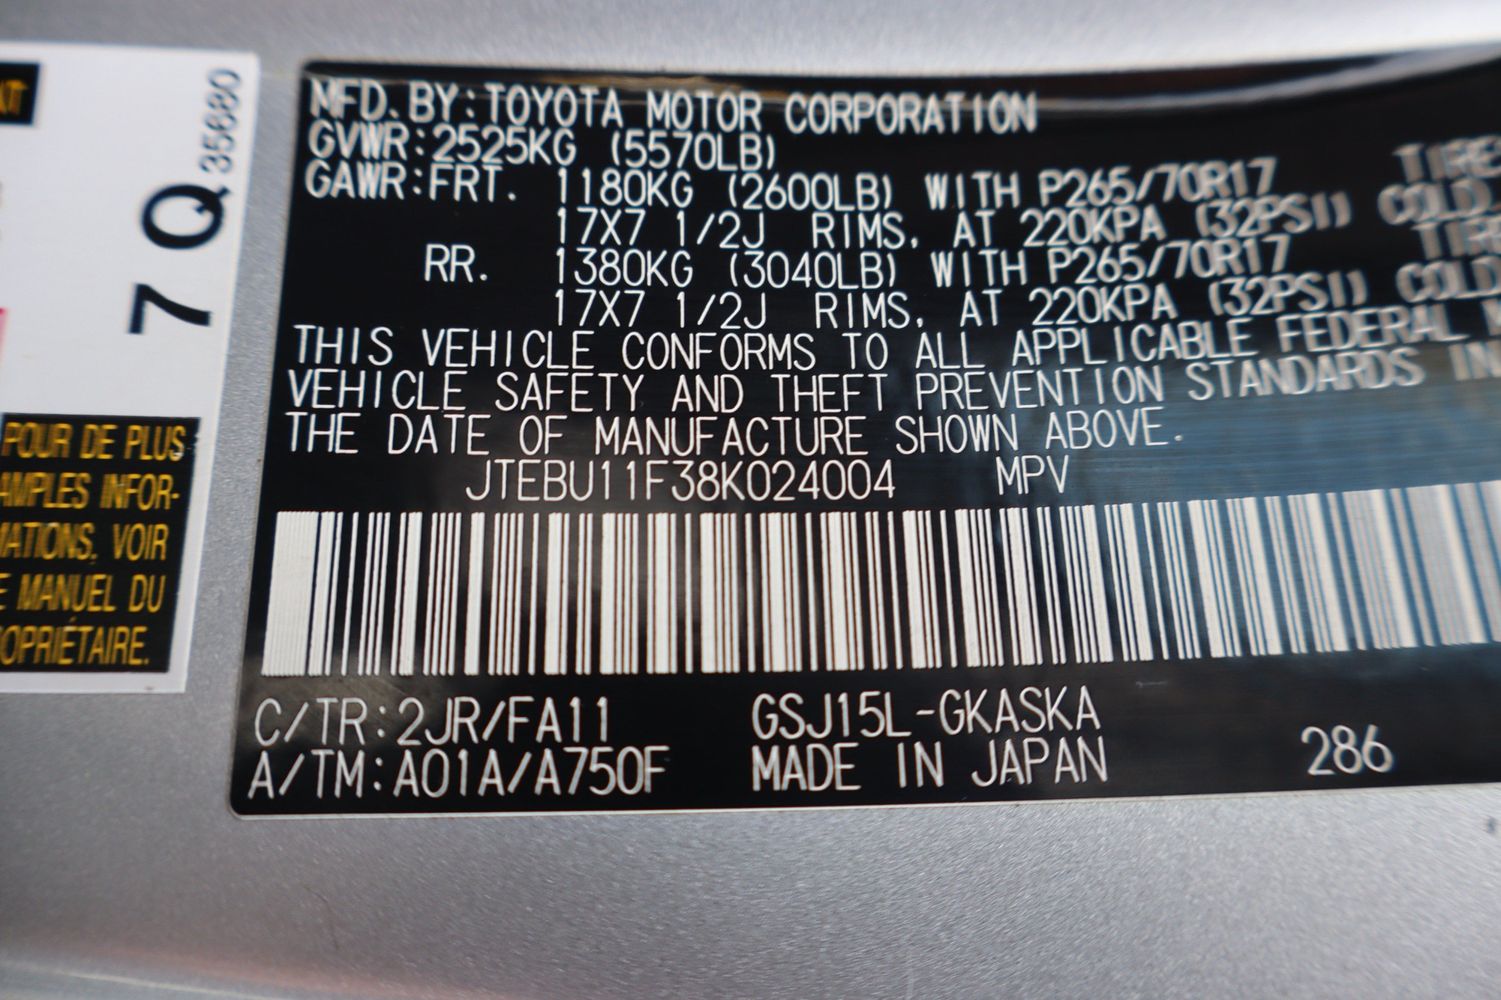 MFD. BY: TOYOTA MOTOR CORPORATION
GVWR: 2525KG (5570LB)
GAWR: FRT. 1180KG (2600LB) WITH P265/70R17 TIRE
17X7 1/2J RIMS, AT 220KPA (32PSI) COLD
RR. 1380KG (3040LB) WITH P265/70R17 TIR
17X7 1/2J RIMS, AT 220KPA (32PSI) COLD
THIS VEHICLE CONFORMS TO ALL APPLICABLE FEDERAL M
VEHICLE SAFETY AND THEFT PREVENTION STANDARDS IN
THE DATE OF MANUFACTURE SHOWN ABOVE.
JTEBU11F38K024004 MPV
C/TR: 2JR/FA11 GSJ15L-GKASKA
A/TM: A01A/A750F MADE IN JAPAN 286
35680
7 Q
POUR DE PLUS
AMPLES INFOR-
MATIONS, VOIR
E MANUEL DU
OPRIÉTAIRE.